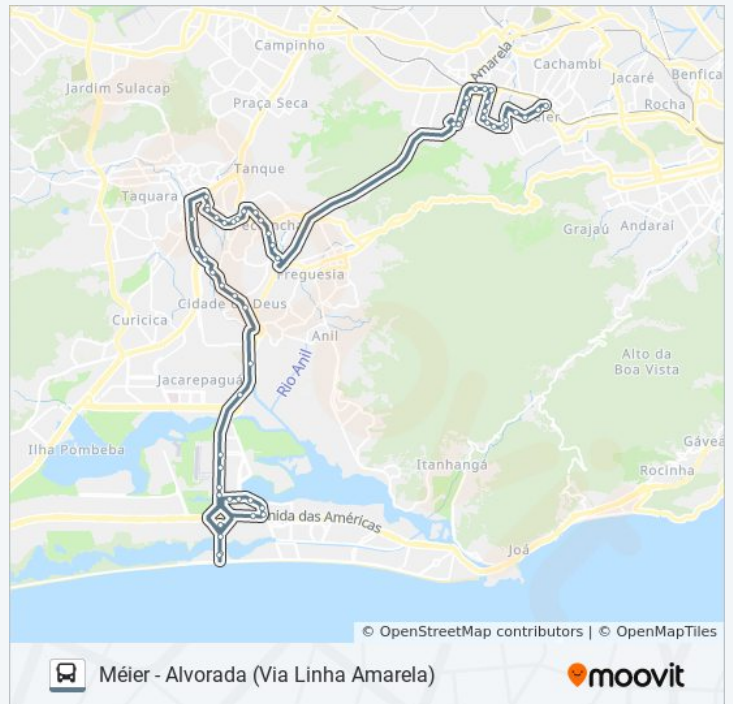 Campinho
Amarela
Cachambi
Jardim Sulacap
Jacaré
Benfica
Praça Seca
Rocha
Tanque
Taquara
Grajaú
Andaraí
Freguesia
Cidade
Deus
Curicica
Anil
Rio Anil
Alto da
Boa Vista
Jacarepaguá
Ilha Pombeba
Itanhangá
Gávea
Rocinha
nida das Américas
Joá
© OpenStreetMap contributors | © OpenMapTiles
Méier - Alvorada (Via Linha Amarela)
moovit